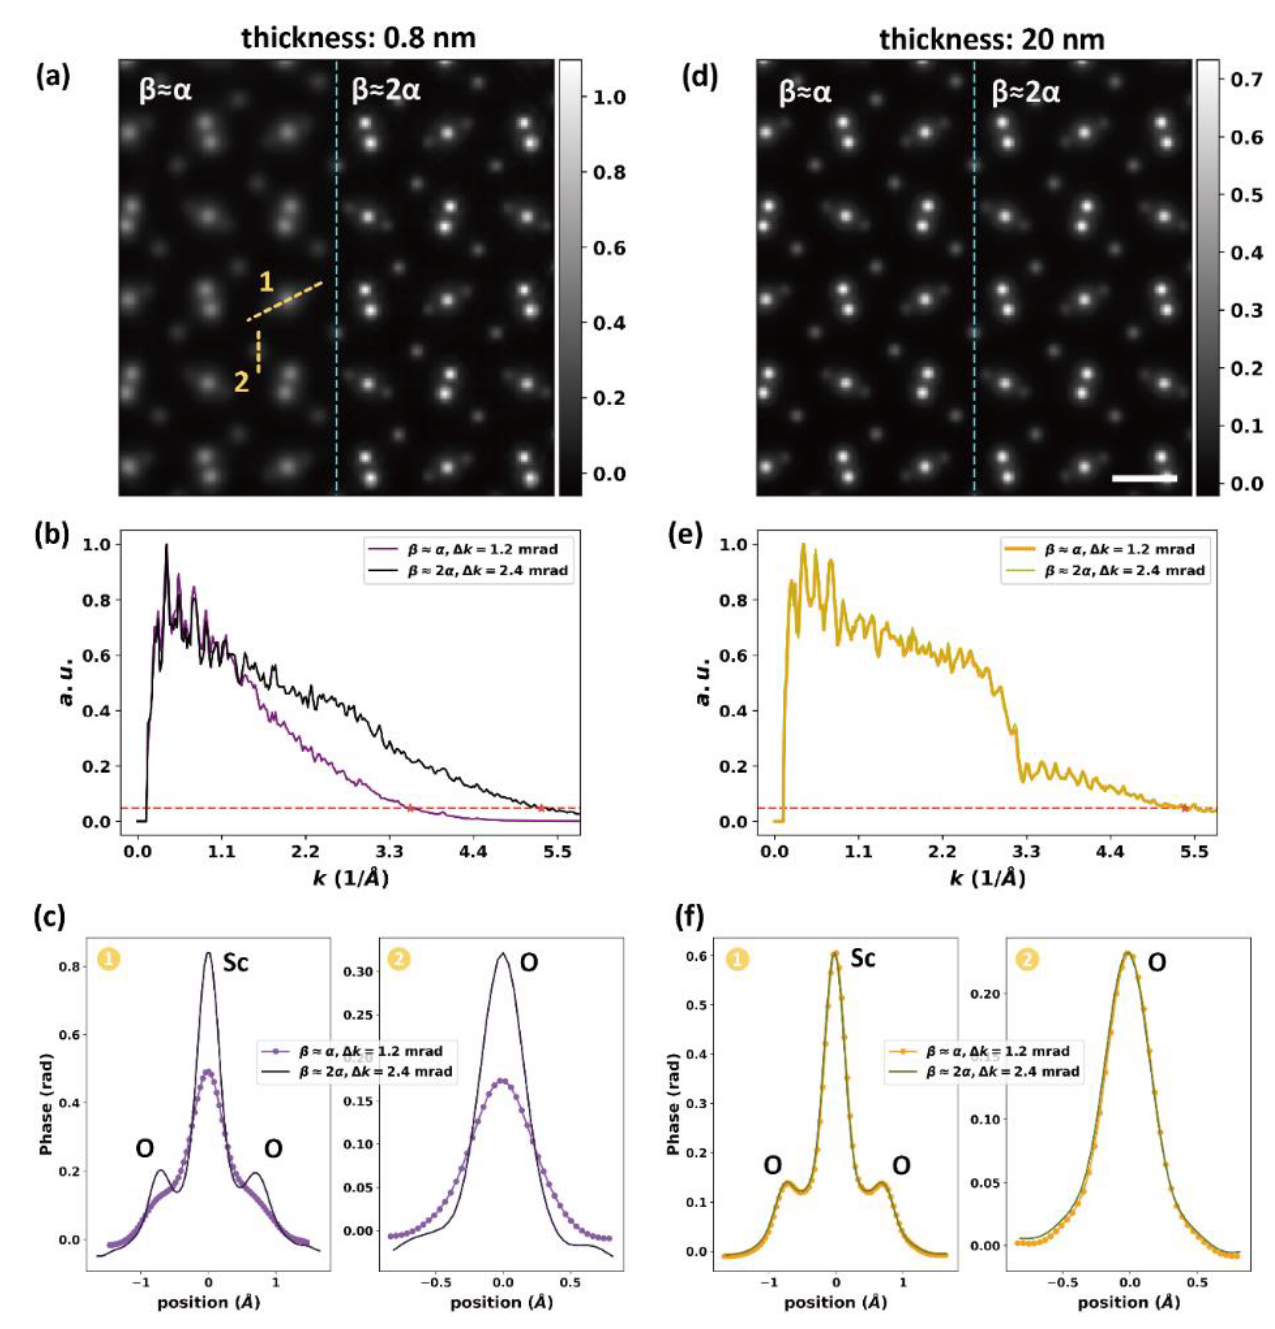 thickness: 0.8 nm
(a)
β≈α
β≈2α
1
2
1.0
0.8
0.6
0.4
0.2
0.0
(b)
1.0
0.8
0.6
0.4
0.2
0.0
a.u.
β ≈ α, Δk = 1.2 mrad
β ≈ 2α, Δk = 2.4 mrad
0.0 1.1 2.2 3.3 4.4 5.5
k (1/Å)
(c)
1
Sc
O
O
0.8
0.6
0.4
0.2
0.0
Phase (rad)
−1 0 1
position (Å)
2
O
0.30
0.25
0.20
0.15
0.10
0.05
0.00
β ≈ α, Δk = 1.2 mrad
β ≈ 2α, Δk = 2.4 mrad
−0.5 0.0 0.5
position (Å)
thickness: 20 nm
(d)
β≈α
β≈2α
0.7
0.6
0.5
0.4
0.3
0.2
0.1
0.0
(e)
1.0
0.8
0.6
0.4
0.2
0.0
a.u.
β ≈ α, Δk = 1.2 mrad
β ≈ 2α, Δk = 2.4 mrad
0.0 1.1 2.2 3.3 4.4 5.5
k (1/Å)
(f)
1
Sc
O
O
0.6
0.5
0.4
0.3
0.2
0.1
0.0
Phase (rad)
−1 0 1
position (Å)
2
O
0.20
0.15
0.10
0.05
0.00
β ≈ α, Δk = 1.2 mrad
β ≈ 2α, Δk = 2.4 mrad
−0.5 0.0 0.5
position (Å)